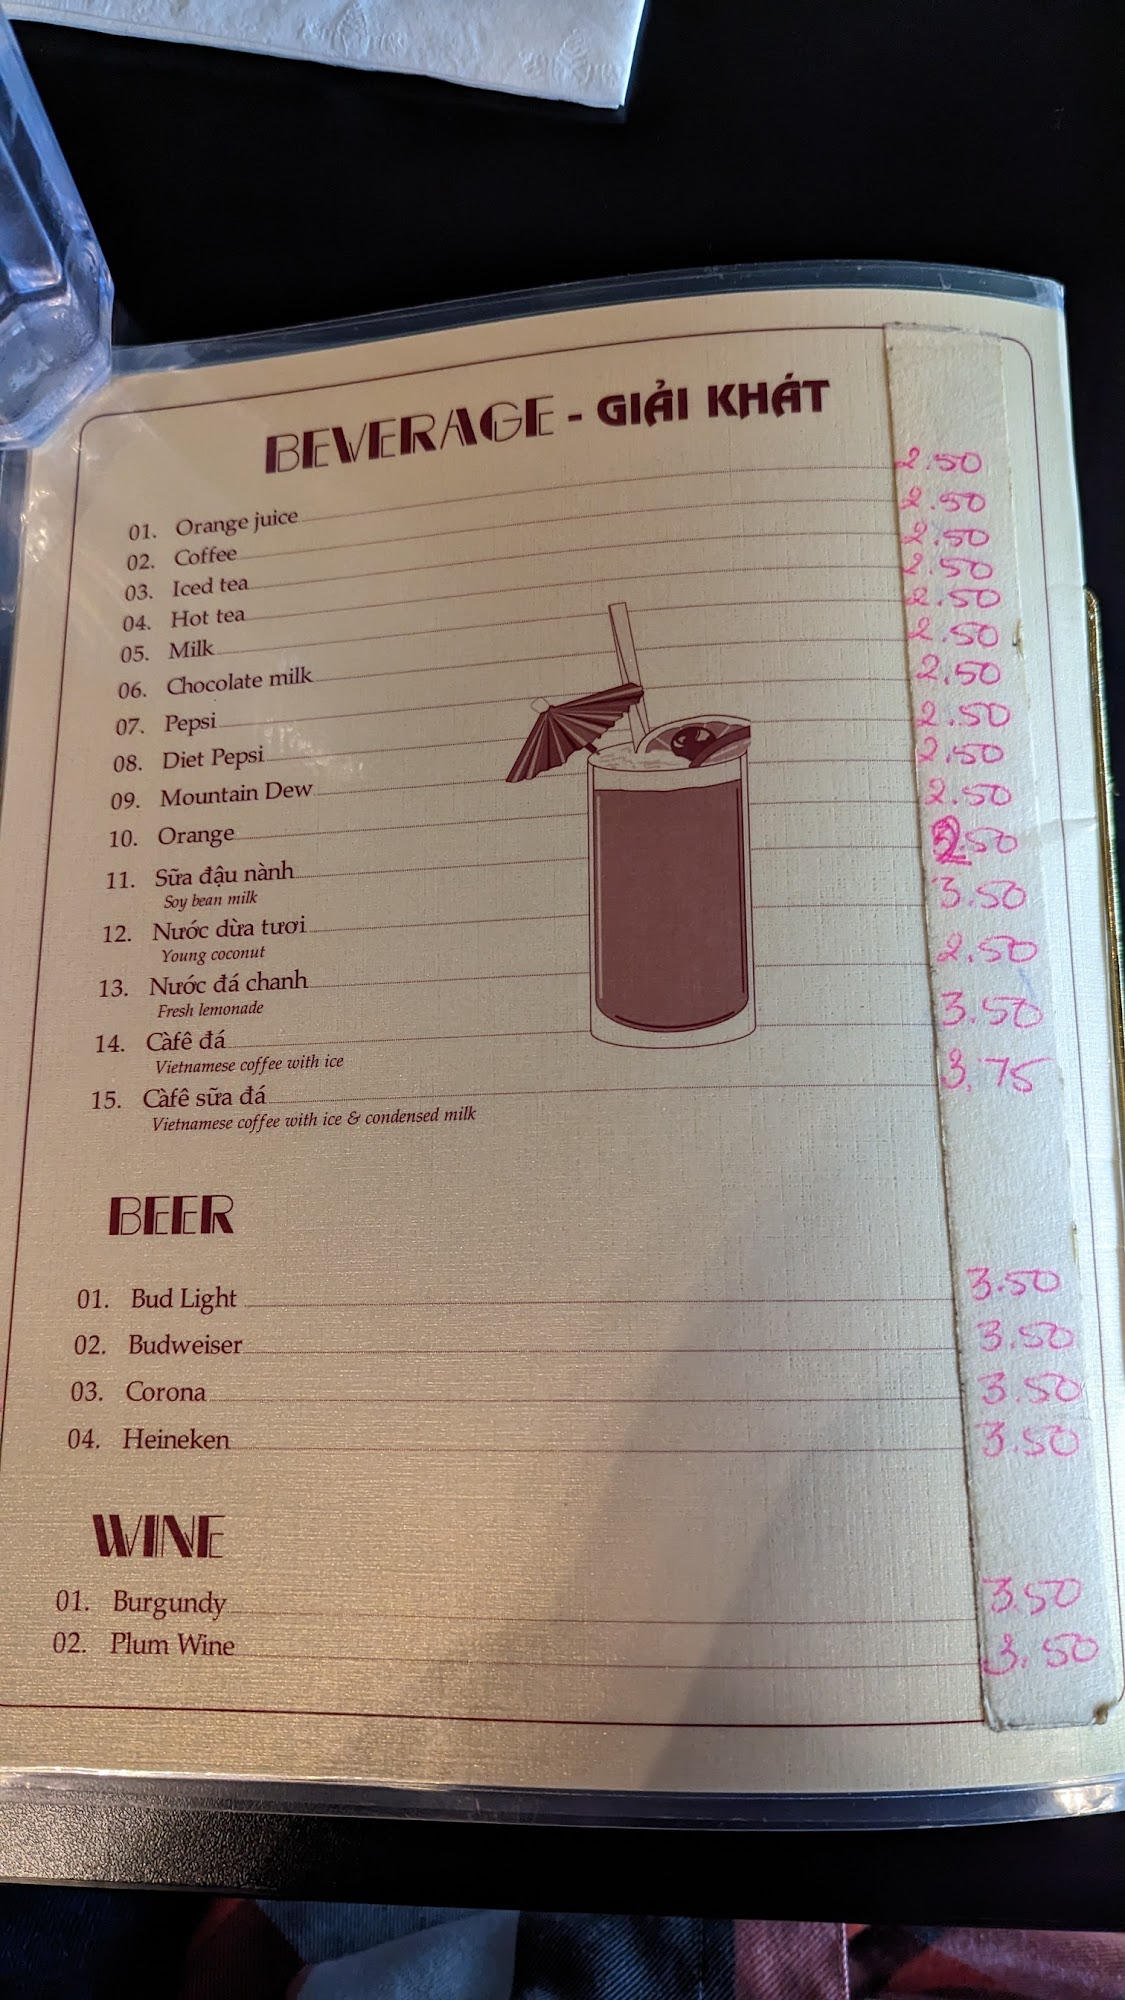 BEVERAGE - GIẢI KHÁT
01. Orange juice 2.50
02. Coffee 2.50
03. Iced tea 2.50
04. Hot tea 2.50
05. Milk 2.50
06. Chocolate milk 2.50
07. Pepsi 2.50
08. Diet Pepsi 2.50
09. Mountain Dew 2.50
10. Orange 2.50
11. Sữa đậu nành 2.50
Soy bean milk
12. Nước dừa tươi 3.50
Young coconut
13. Nước đá chanh 2.50
Fresh lemonade
14. Càfê đá 3.50
Vietnamese coffee with ice
15. Càfê sữa đá 3.75
Vietnamese coffee with ice & condensed milk
BEER
01. Bud Light 3.50
02. Budweiser 3.50
03. Corona 3.50
04. Heineken 3.50
WINE
01. Burgundy 3.50
02. Plum Wine 3.50